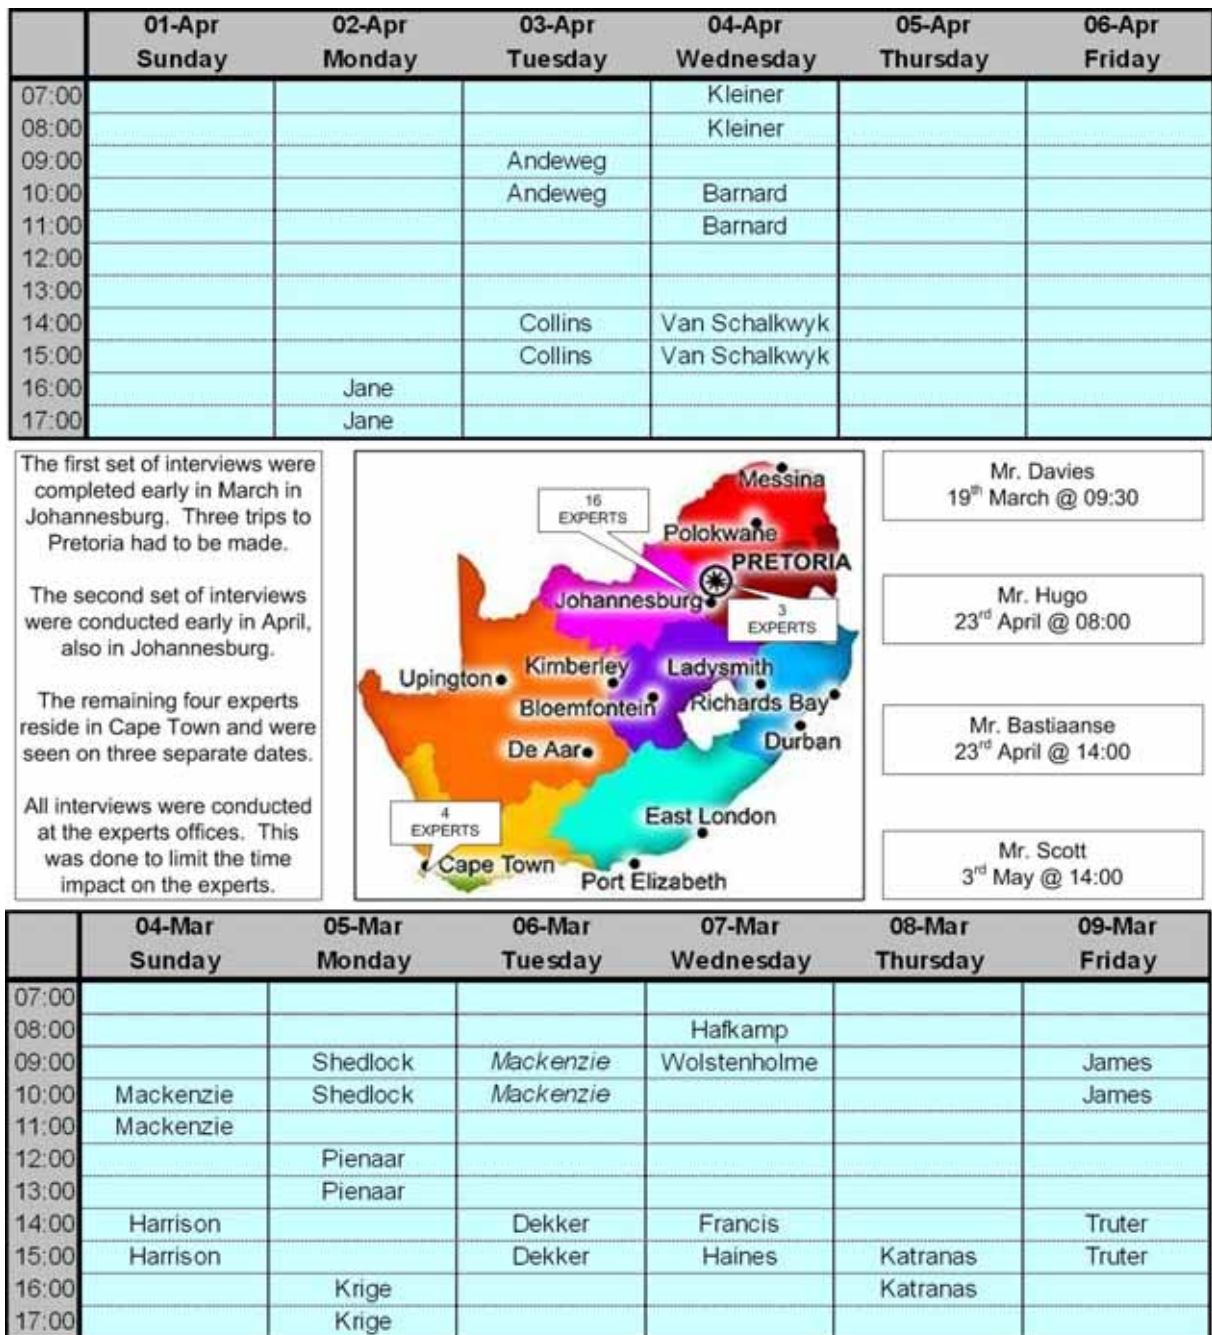 01-Apr 02-Apr 03-Apr 04-Apr 05-Apr 06-Apr
Sunday Monday Tuesday Wednesday Thursday Friday
07:00 Kleiner
08:00 Kleiner
09:00 Andeweg
10:00 Andeweg Barnard
11:00 Barnard
12:00
13:00
14:00 Collins Van Schalkwyk
15:00 Collins Van Schalkwyk
16:00 Jane
17:00 Jane
The first set of interviews were
completed early in March in
Johannesburg. Three trips to
Pretoria had to be made.
The second set of interviews
were conducted early in April,
also in Johannesburg.
The remaining four experts
reside in Cape Town and were
seen on three separate dates.
All interviews were conducted
at the experts offices. This
was done to limit the time
impact on the experts.
Messina
16
EXPERTS
Polokwane
PRETORIA
Johannesburg
3
EXPERTS
Upington
Kimberley
Ladysmith
Bloemfontein
Richards Bay
De Aar
Durban
4
EXPERTS
East London
Cape Town
Port Elizabeth
Mr. Davies
19th March @ 09:30
Mr. Hugo
23rd April @ 08:00
Mr. Bastiaanse
23rd April @ 14:00
Mr. Scott
3rd May @ 14:00
04-Mar 05-Mar 06-Mar 07-Mar 08-Mar 09-Mar
Sunday Monday Tuesday Wednesday Thursday Friday
07:00
08:00 Hafkamp
09:00 Shedlock Mackenzie Wolstenholme James
10:00 Mackenzie Shedlock Mackenzie James
11:00 Mackenzie
12:00 Pienaar
13:00 Pienaar
14:00 Harrison Dekker Francis Truter
15:00 Harrison Dekker Haines Katranas Truter
16:00 Krige Katranas
17:00 Krige